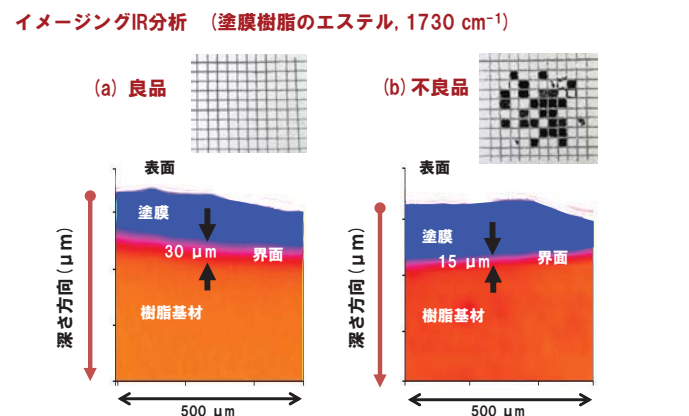 イメージングIR分析　(塗膜樹脂のエステル, 1730 cm⁻¹)
(a) 良品
(b) 不良品
表面
塗膜
30 μm
界面
樹脂基材
深さ方向(μm)
500 μm
表面
塗膜
15 μm
界面
樹脂基材
深さ方向(μm)
500 μm